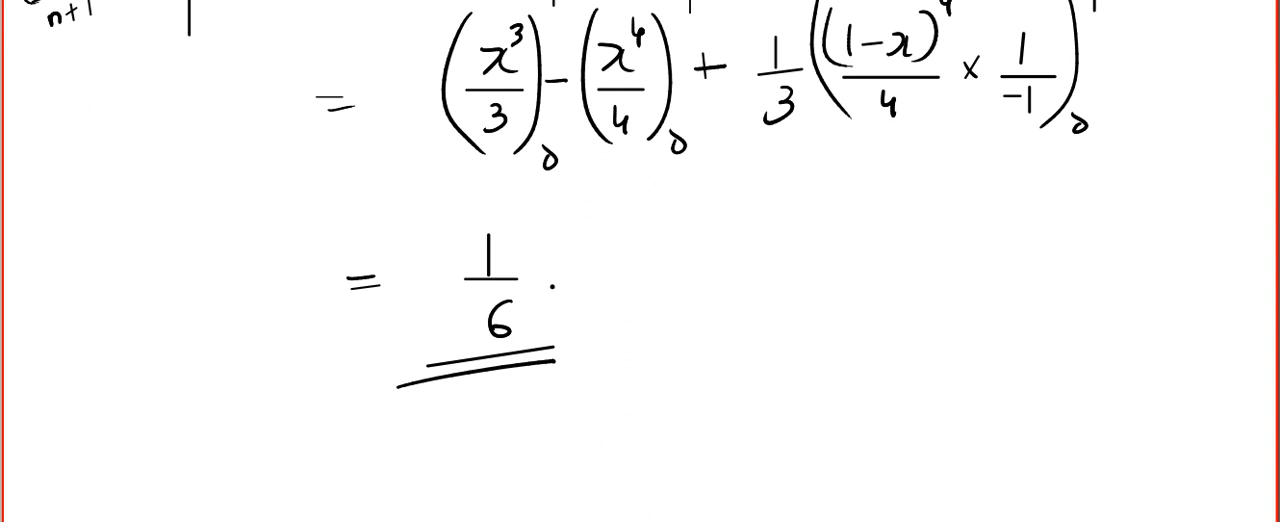 n+1
= (x³/3)₀ - (x⁴/4)₀ + 1/3 ((1-x)⁴/4 × 1/-1)₀
= 1/6 .